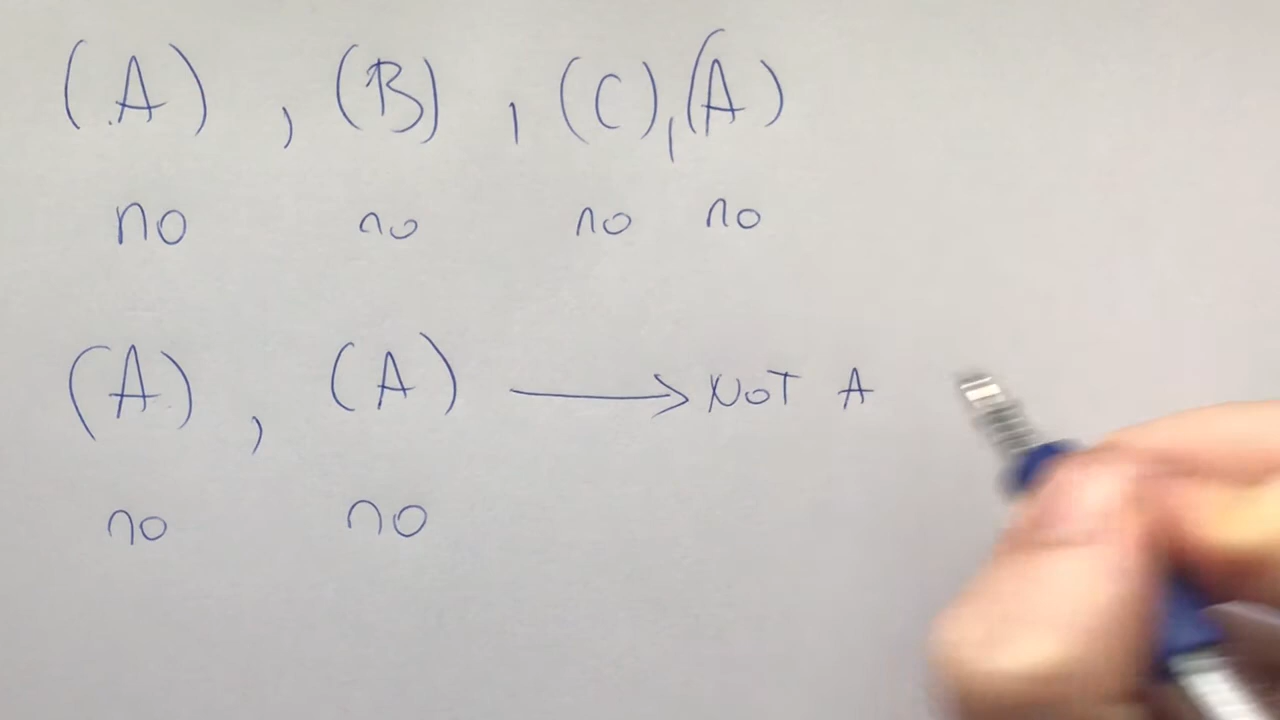 (A) , (B) , (C) , (A)
no no no no
(A) , (A) → NOT A
no no